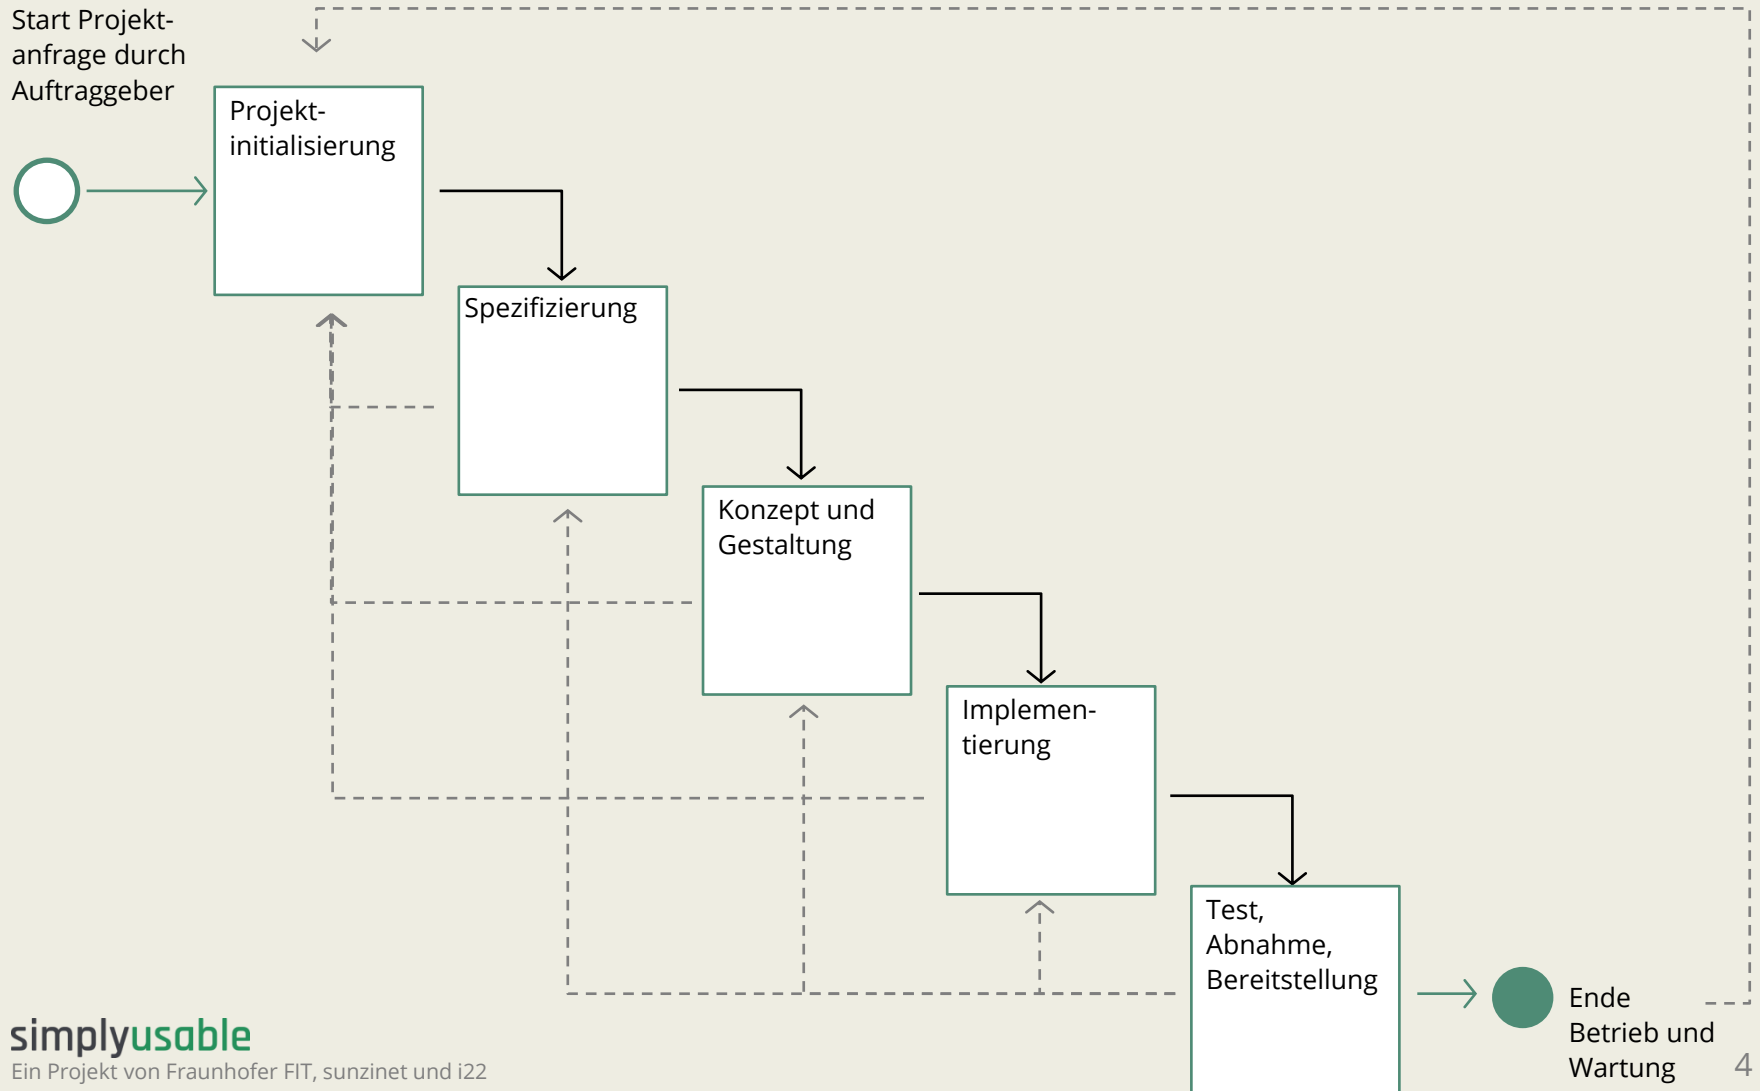 Start Projekt-
anfrage durch
Auftraggeber
Projekt-
initialisierung
Spezifizierung
Konzept und
Gestaltung
Implemen-
tierung
Test,
Abnahme,
Bereitstellung
Ende
Betrieb und
Wartung
simplyusable
Ein Projekt von Fraunhofer FIT, sunzinet und i22
4